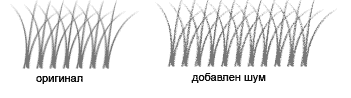 оригинал
добавлен шум